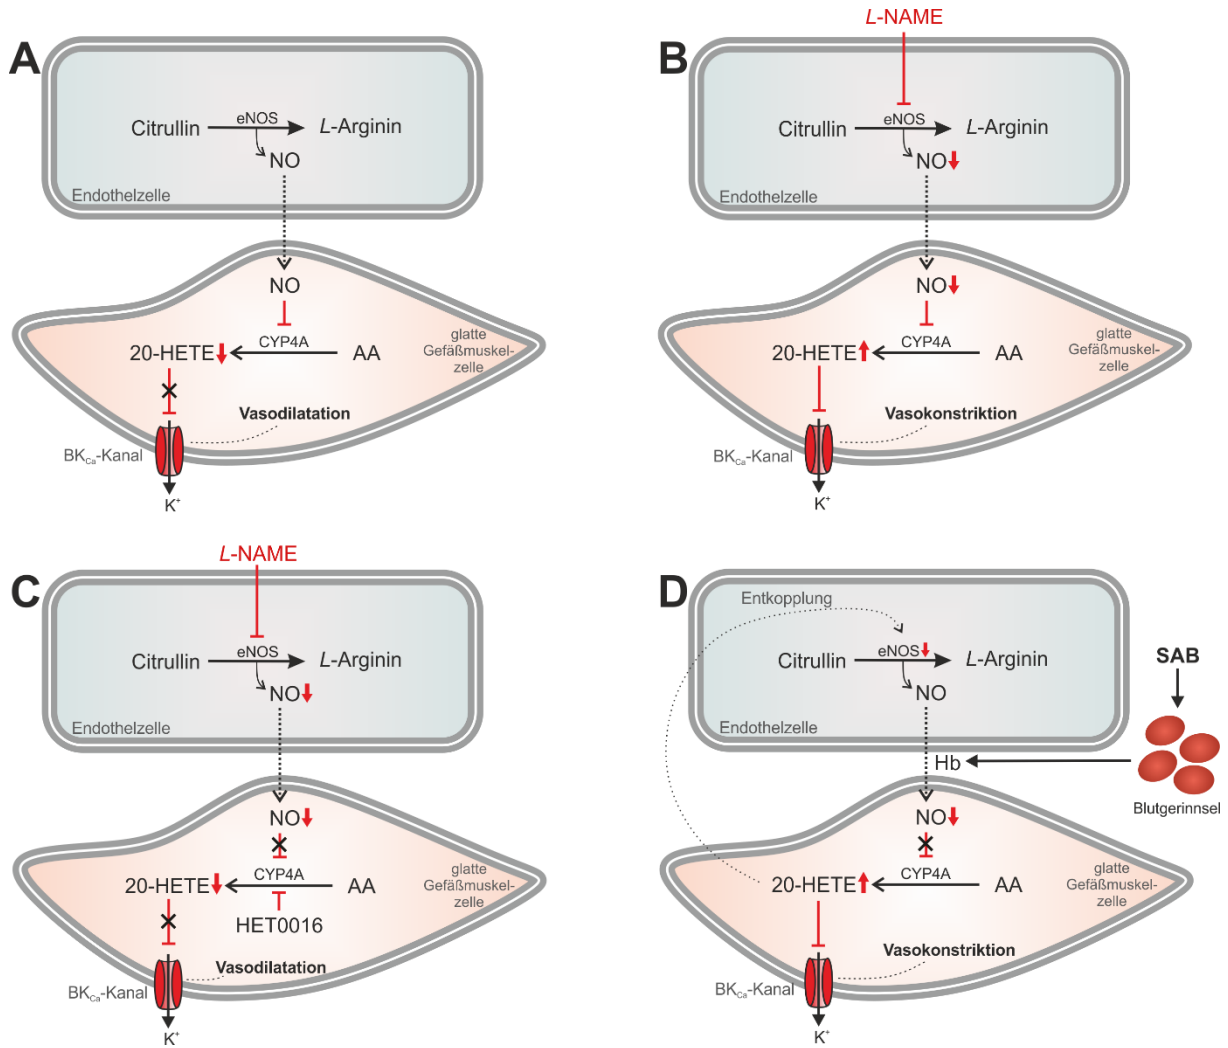 A
eNOS
Citrullin
L-Arginin
NO
Endothelzelle
NO
CYP4A
20-HETE
AA
glatte
Gefäßmuskel-
zelle
Vasodilatation
BKCa-Kanal
K+
L-NAME
B
eNOS
Citrullin
L-Arginin
NO
Endothelzelle
NO
CYP4A
20-HETE
AA
glatte
Gefäßmuskel-
zelle
Vasokonstriktion
BKCa-Kanal
K+
L-NAME
C
eNOS
Citrullin
L-Arginin
NO
Endothelzelle
NO
CYP4A
20-HETE
AA
HET0016
glatte
Gefäßmuskel-
zelle
Vasodilatation
BKCa-Kanal
K+
D
Entkopplung
eNOS
Citrullin
L-Arginin
NO
Endothelzelle
SAB
Hb
Blutgerinnsel
NO
CYP4A
20-HETE
AA
glatte
Gefäßmuskel-
zelle
Vasokonstriktion
BKCa-Kanal
K+